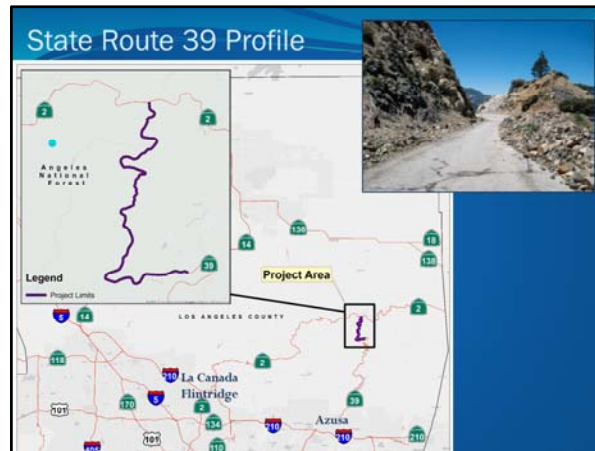 State Route 39 Profile
2
2
Angeles
National
Forest
39
Legend
Project Limits
138
14
18
138
Project Area
2
LOS ANGELES COUNTY
5
14
118
2
210
La Canada
Flintridge
5
170
2
39
101
134
210
Azusa
101
110
210
210
405